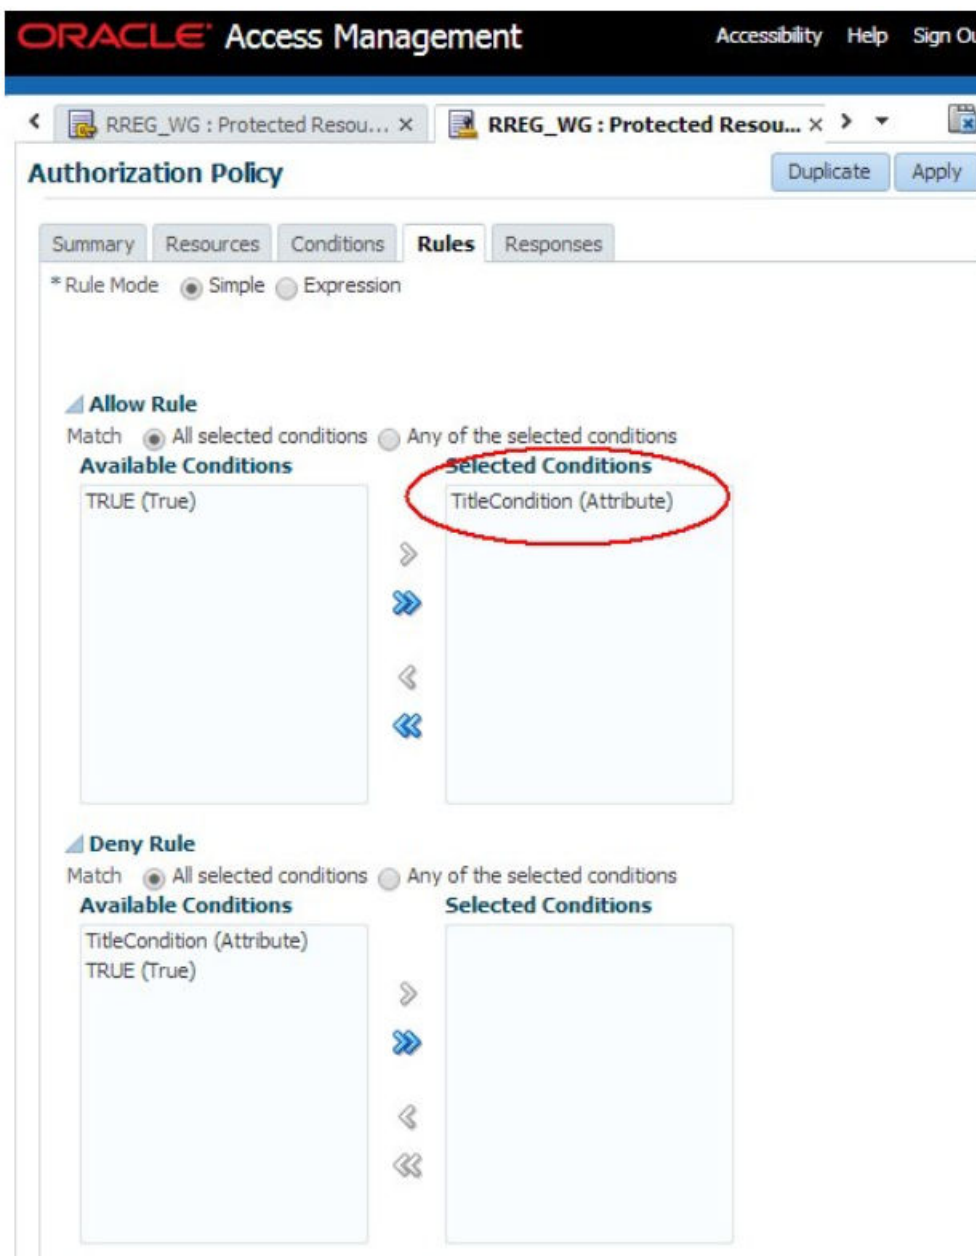 ORACLE Access Management Accessibility Help Sign Ou
RREG_WG : Protected Resou... × RREG_WG : Protected Resou... ×
Authorization Policy Duplicate Apply
Summary Resources Conditions Rules Responses
* Rule Mode Simple Expression
Allow Rule
Match All selected conditions Any of the selected conditions
Available Conditions Selected Conditions
TRUE (True) TitleCondition (Attribute)
Deny Rule
Match All selected conditions Any of the selected conditions
Available Conditions Selected Conditions
TitleCondition (Attribute)
TRUE (True)